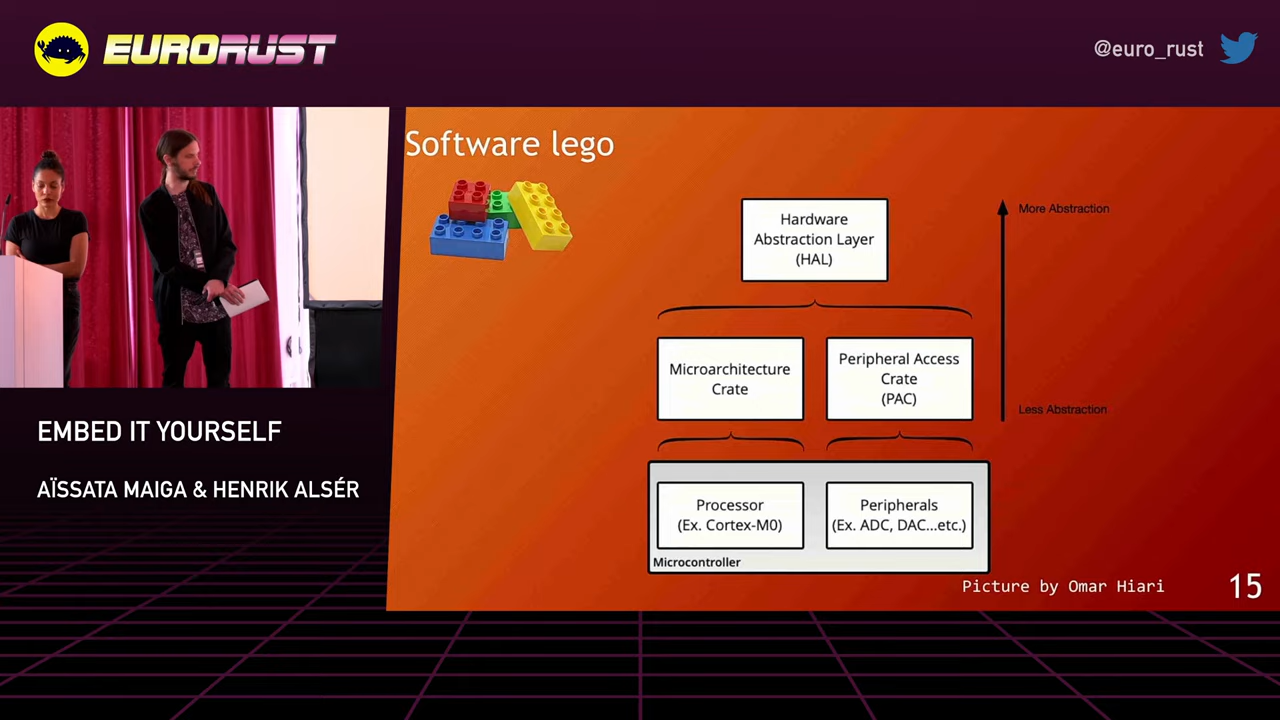 EURORUST
@euro_rust
Software lego
Hardware
Abstraction Layer
(HAL)
More Abstraction
Microarchitecture
Crate
Peripheral Access
Crate
(PAC)
Less Abstraction
Processor
(Ex. Cortex-M0)
Peripherals
(Ex. ADC, DAC...etc.)
Microcontroller
Picture by Omar Hiari
15
EMBED IT YOURSELF
AÏSSATA MAIGA & HENRIK ALSÉR